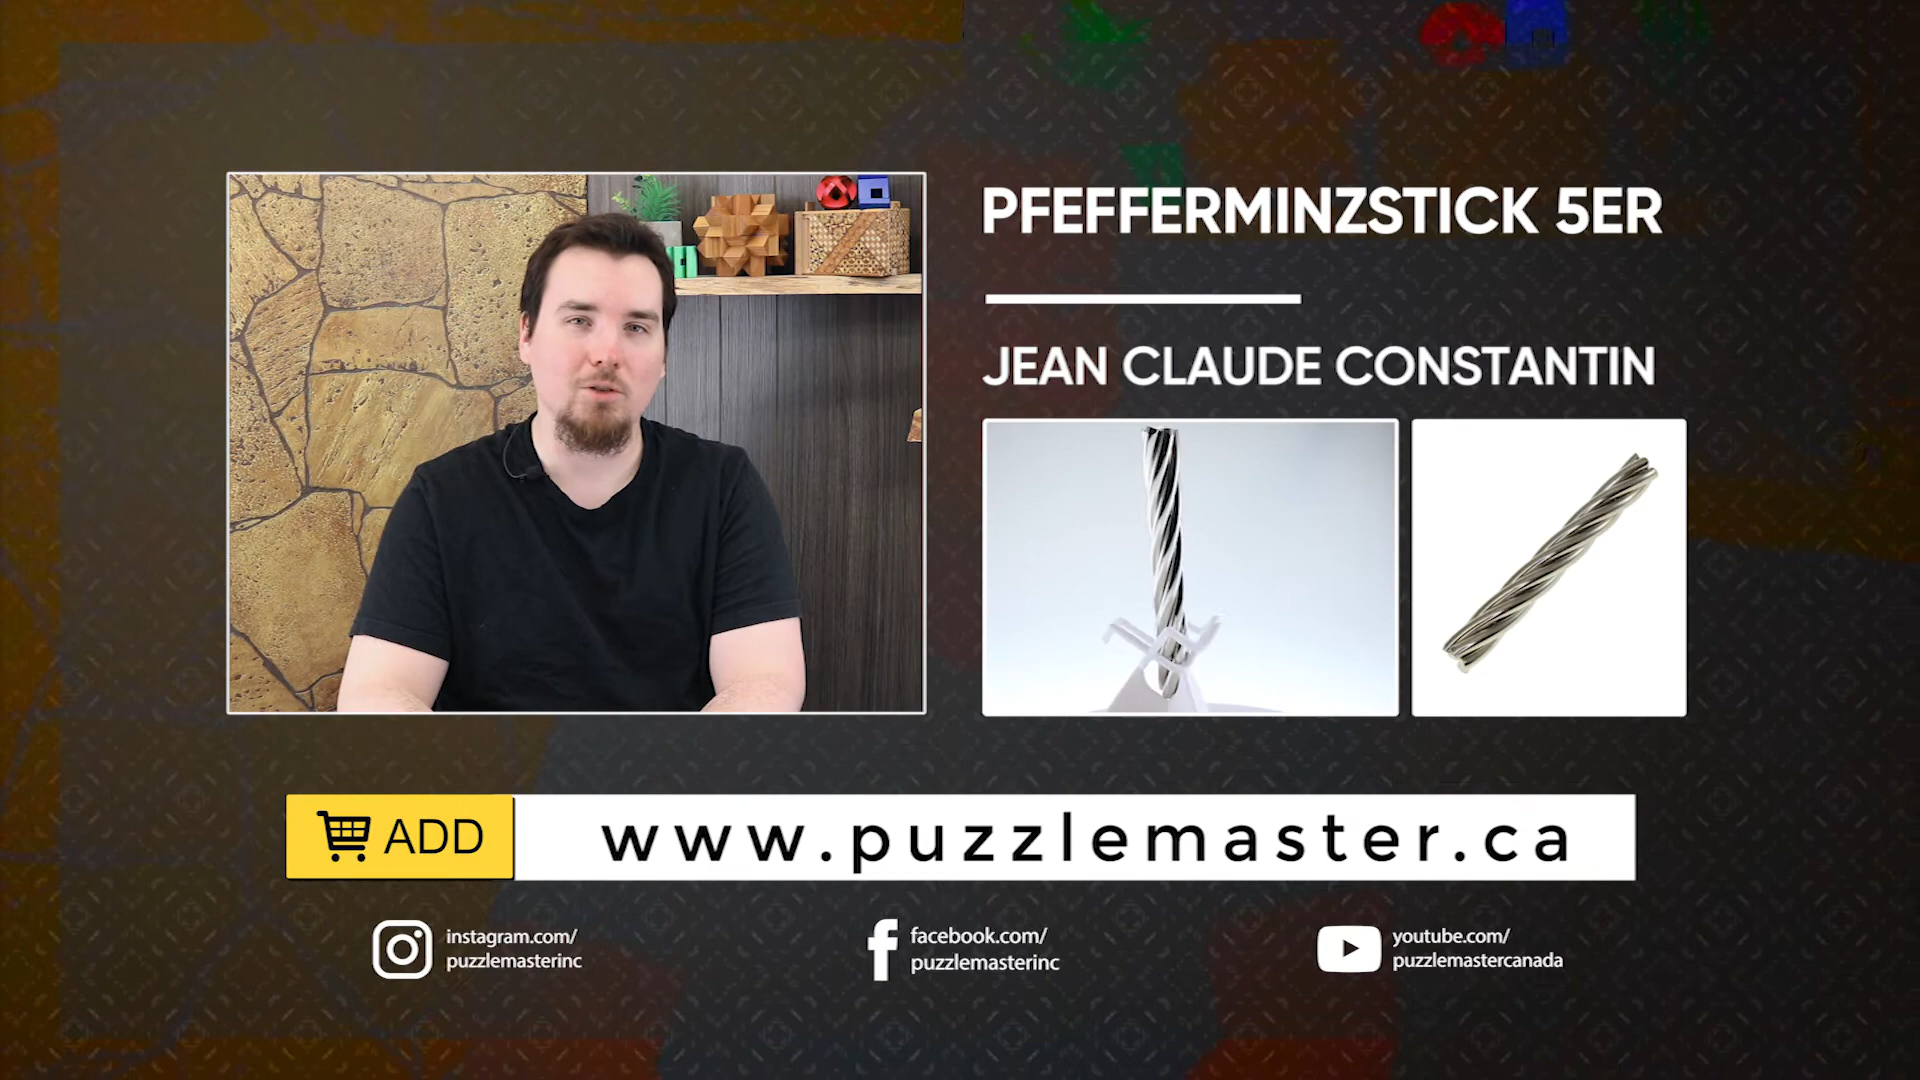 PFEFFERMINZSTICK 5ER
JEAN CLAUDE CONSTANTIN
ADD
www.puzzlemaster.ca
instagram.com/
puzzlemasterinc
facebook.com/
puzzlemasterinc
youtube.com/
puzzlemastercanada